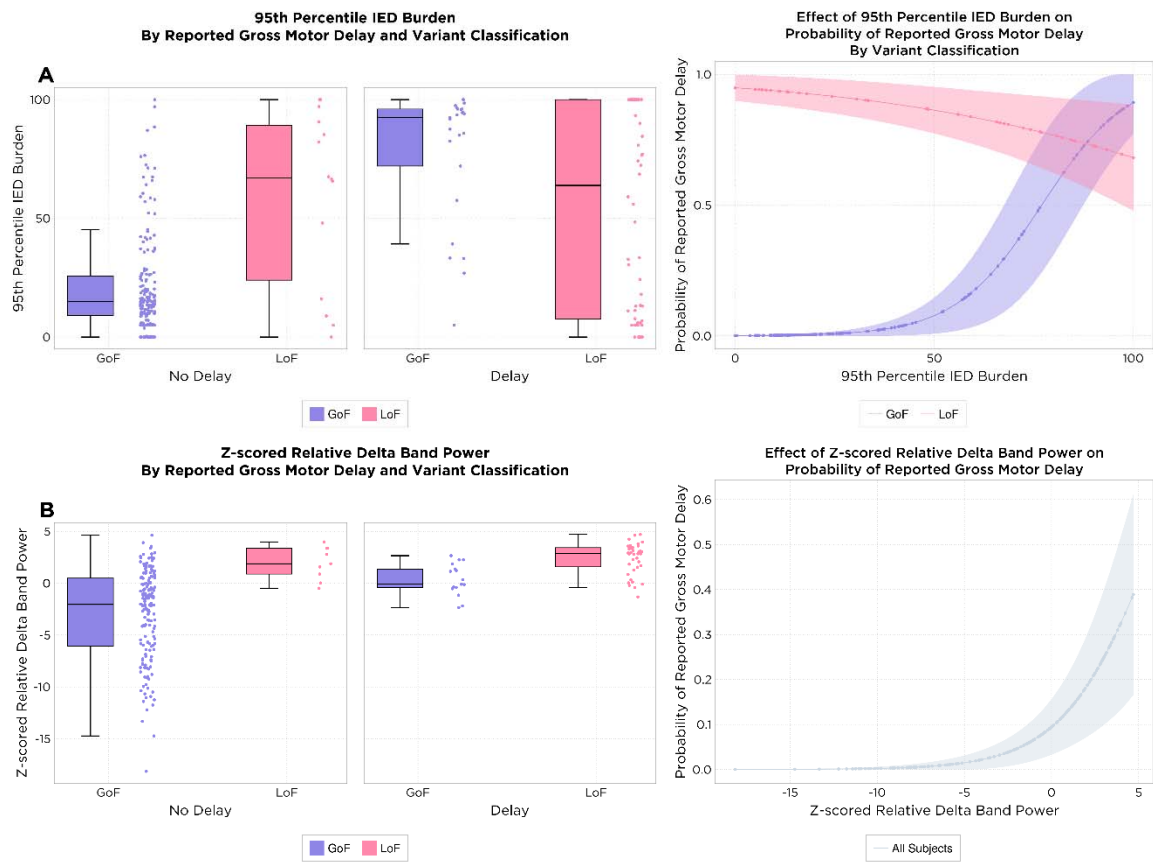 95th Percentile IED Burden
By Reported Gross Motor Delay and Variant Classification
A
95th Percentile IED Burden
100
50
0
GoF
LoF
No Delay
GoF
LoF
Delay
GoF
LoF
Effect of 95th Percentile IED Burden on
Probability of Reported Gross Motor Delay
By Variant Classification
Probability of Reported Gross Motor Delay
1.0
0.5
0.0
0
50
100
95th Percentile IED Burden
GoF
LoF
Z-scored Relative Delta Band Power
By Reported Gross Motor Delay and Variant Classification
B
Z-scored Relative Delta Band Power
5
0
-5
-10
-15
GoF
LoF
No Delay
GoF
LoF
Delay
GoF
LoF
Effect of Z-scored Relative Delta Band Power on
Probability of Reported Gross Motor Delay
Probability of Reported Gross Motor Delay
0.6
0.5
0.4
0.3
0.2
0.1
0.0
-15
-10
-5
0
5
Z-scored Relative Delta Band Power
All Subjects